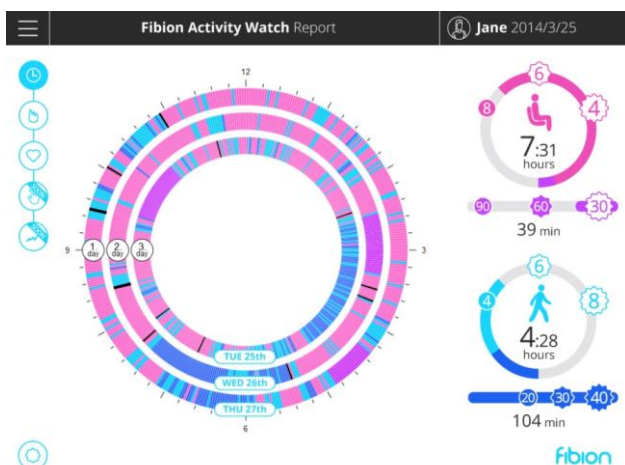 Fibion Activity Watch Report
Jane 2014/3/25
12
3
6
9
1
day
2
day
3
day
TUE 25th
WED 26th
THU 27th
6
8
4
7:31
hours
90
60
30
39 min
6
4
8
4:28
hours
20
30
40
104 min
fibion